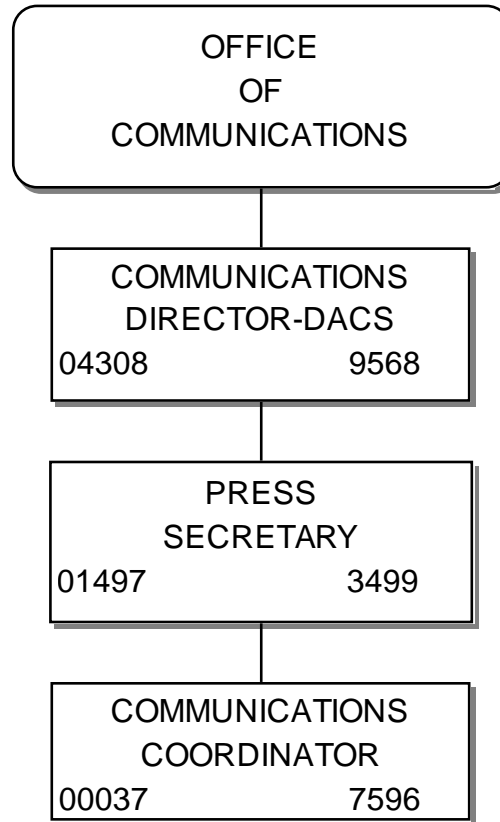 OFFICE
OF
COMMUNICATIONS
COMMUNICATIONS
DIRECTOR-DACS
04308 9568
PRESS
SECRETARY
01497 3499
COMMUNICATIONS
COORDINATOR
00037 7596